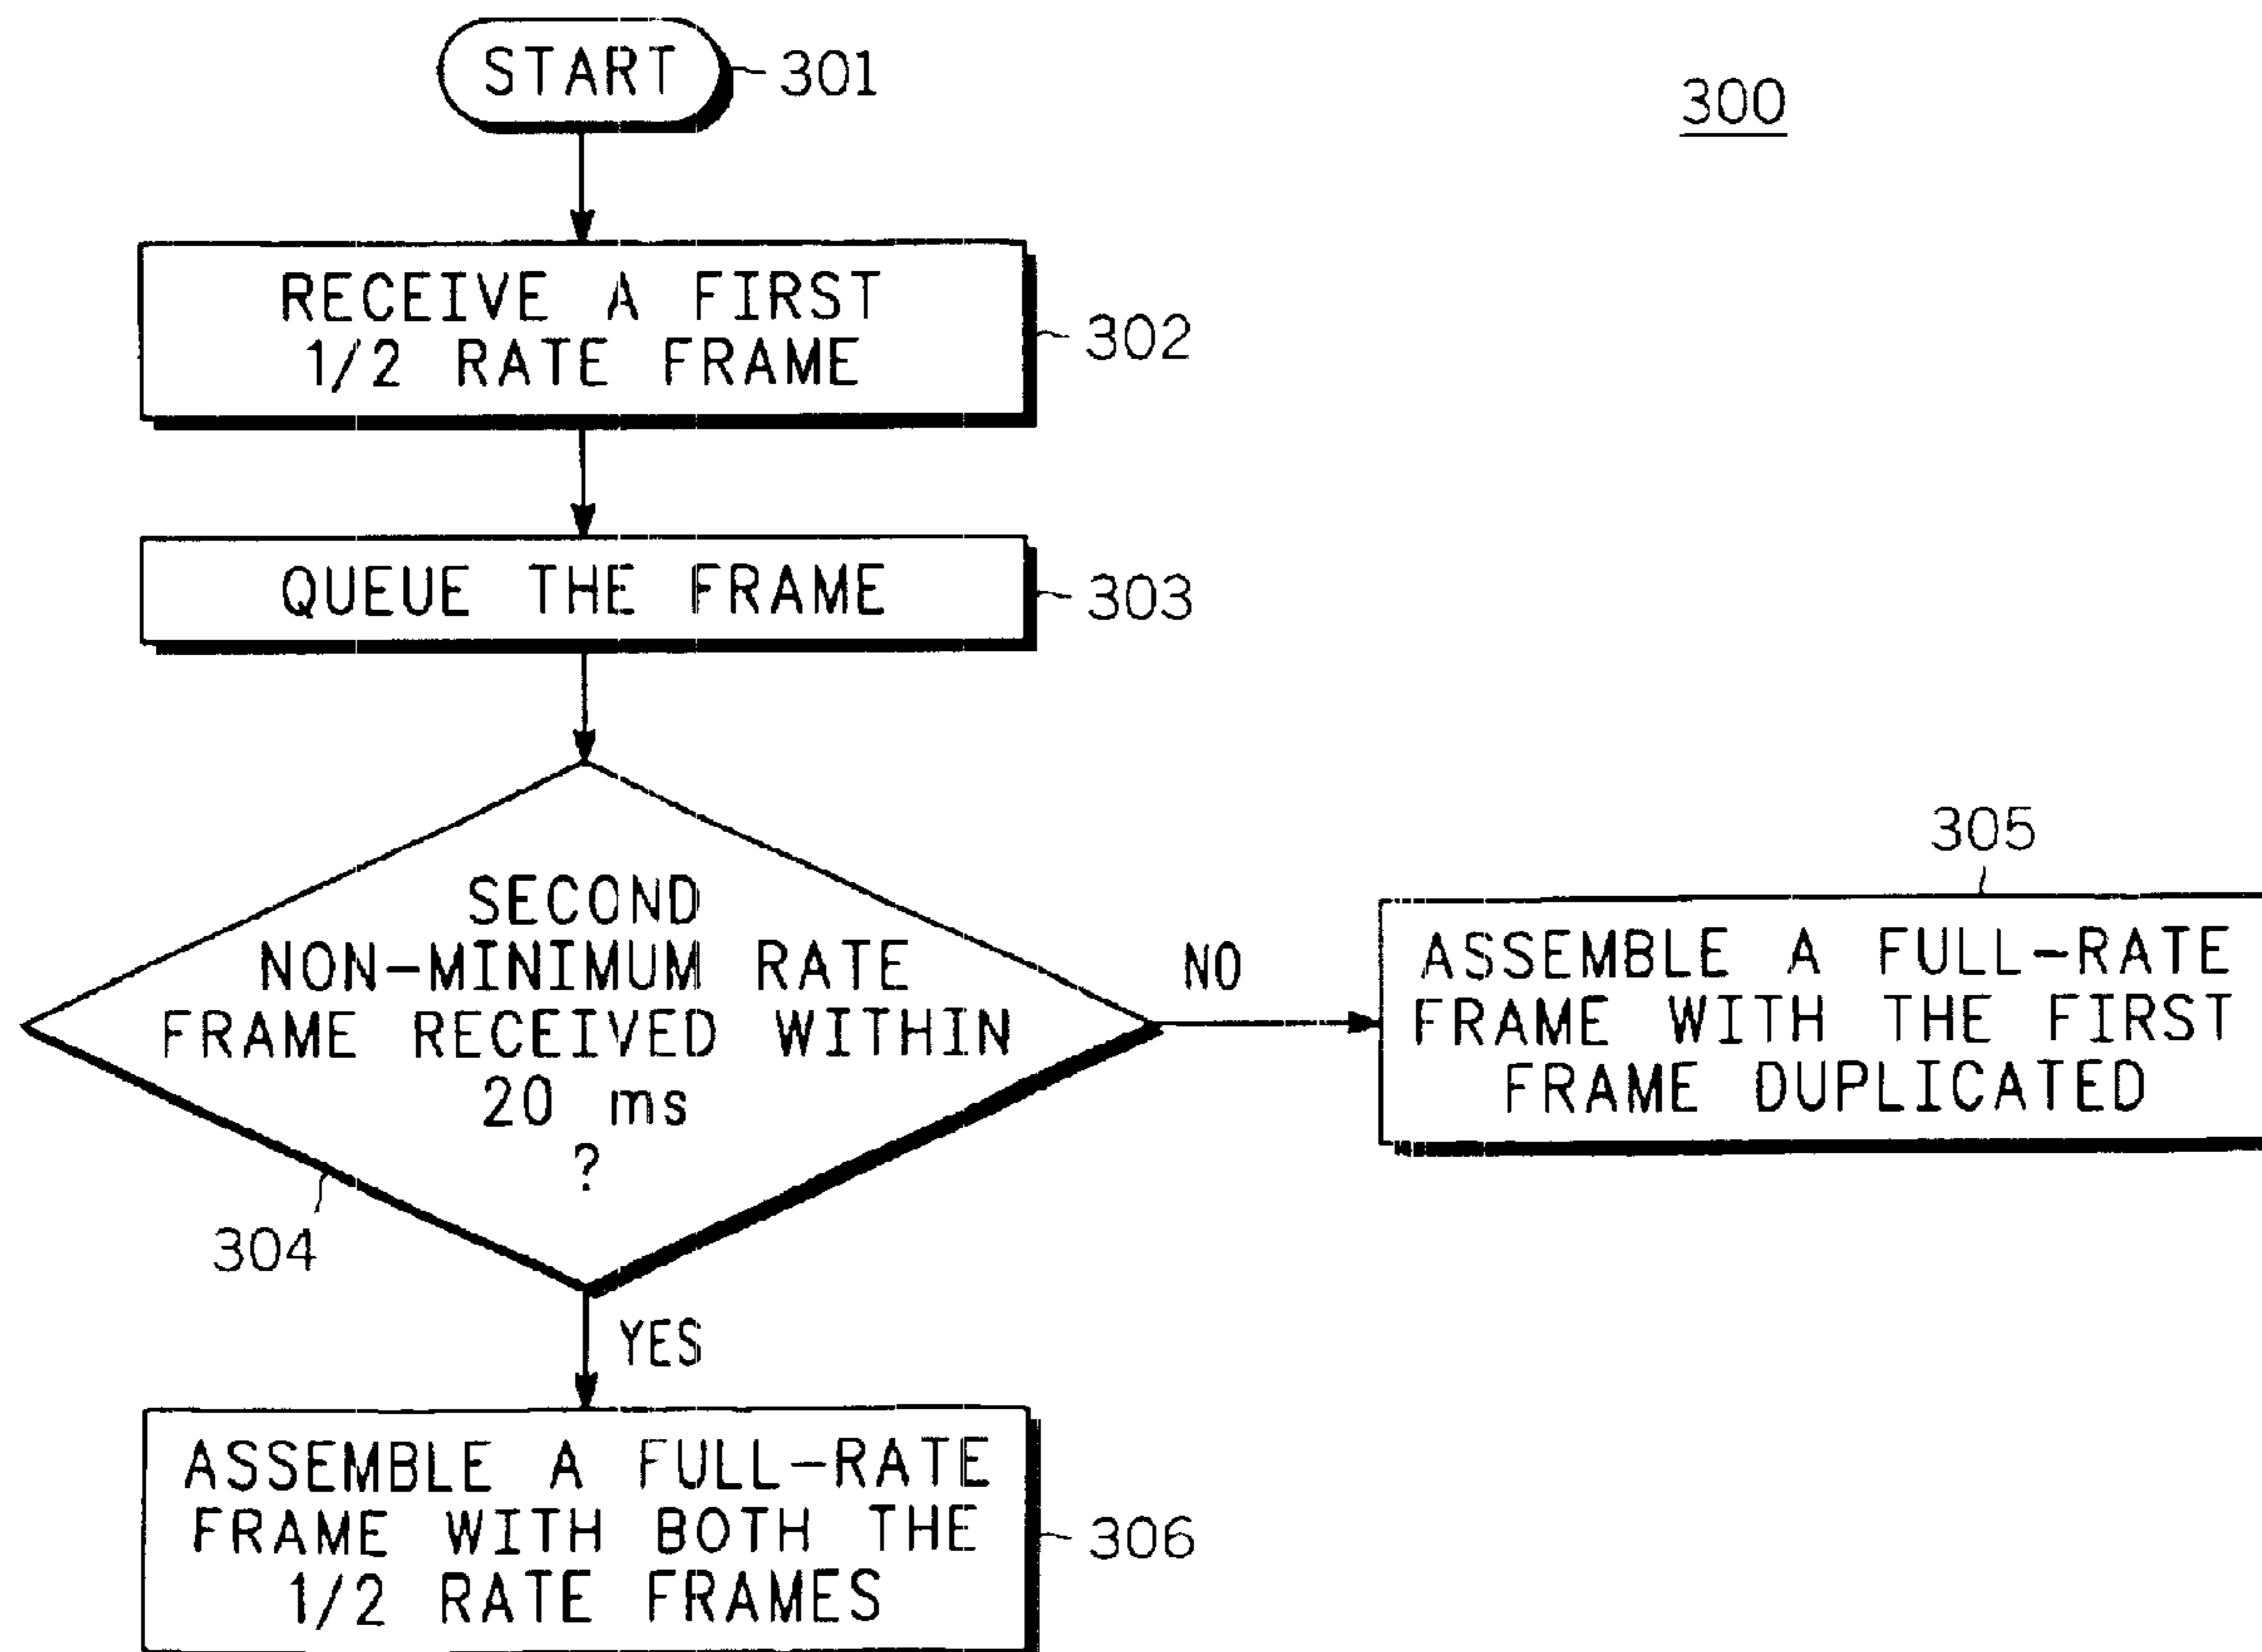 START
301
300
RECEIVE A FIRST
1/2 RATE FRAME
302
QUEUE THE FRAME
303
SECOND
NON-MINIMUM RATE
FRAME RECEIVED WITHIN
20 ms
?
304
NO
305
ASSEMBLE A FULL-RATE
FRAME WITH THE FIRST
FRAME DUPLICATED
YES
ASSEMBLE A FULL-RATE
FRAME WITH BOTH THE
1/2 RATE FRAMES
306